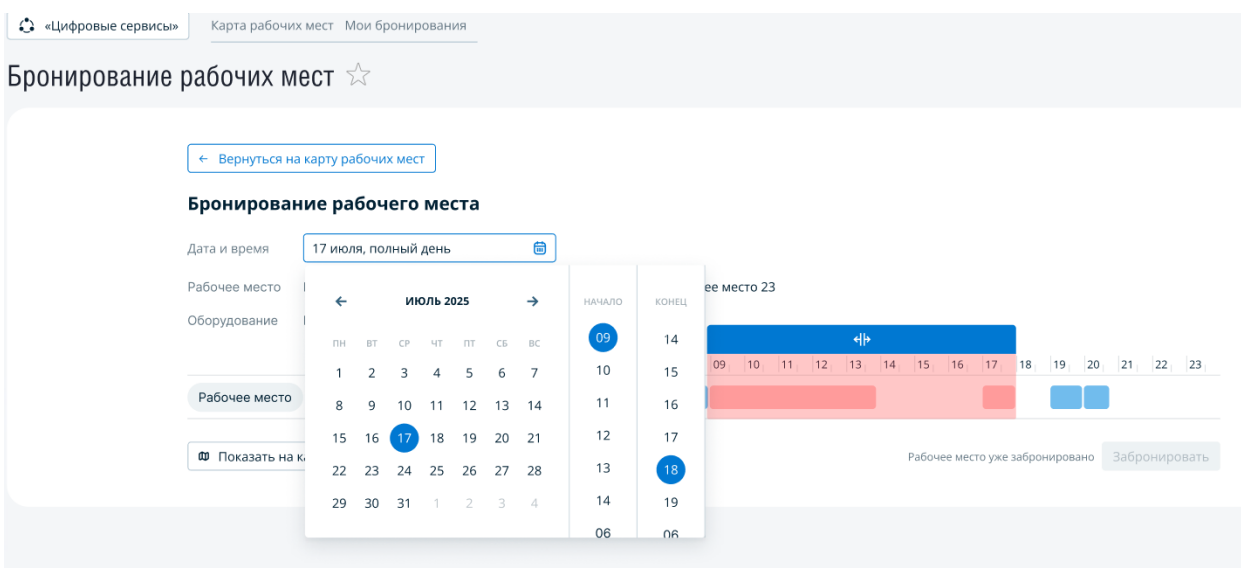 «Цифровые сервисы» Карта рабочих мест Мои бронирования
Бронирование рабочих мест
← Вернуться на карту рабочих мест
Бронирование рабочего места
Дата и время 17 июля, полный день
Рабочее место место 23
Оборудование
← ИЮЛЬ 2025 → НАЧАЛО КОНЕЦ
ПН ВТ СР ЧТ ПТ СБ ВС
1 2 3 4 5 6 7
8 9 10 11 12 13 14
15 16 17 18 19 20 21
22 23 24 25 26 27 28
29 30 31 1 2 3 4
09
10
11
12
13
14
06
14
15
16
17
18
19
06
09 10 11 12 13 14 15 16 17 18 19 20 21 22 23
Рабочее место
Показать на
Рабочее место уже забронировано Забронировать